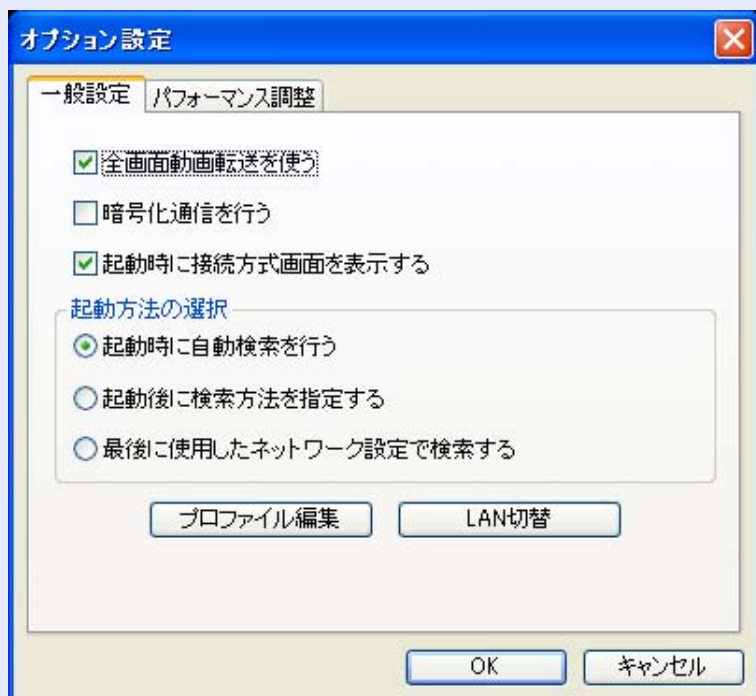 オプション設定
一般設定 パフォーマンス調整
全画面動画転送を使う
暗号化通信を行う
起動時に接続方式画面を表示する
起動方法の選択
起動時に自動検索を行う
起動後に検索方法を指定する
最後に使用したネットワーク設定で検索する
プロファイル編集 LAN切替
OK キャンセル